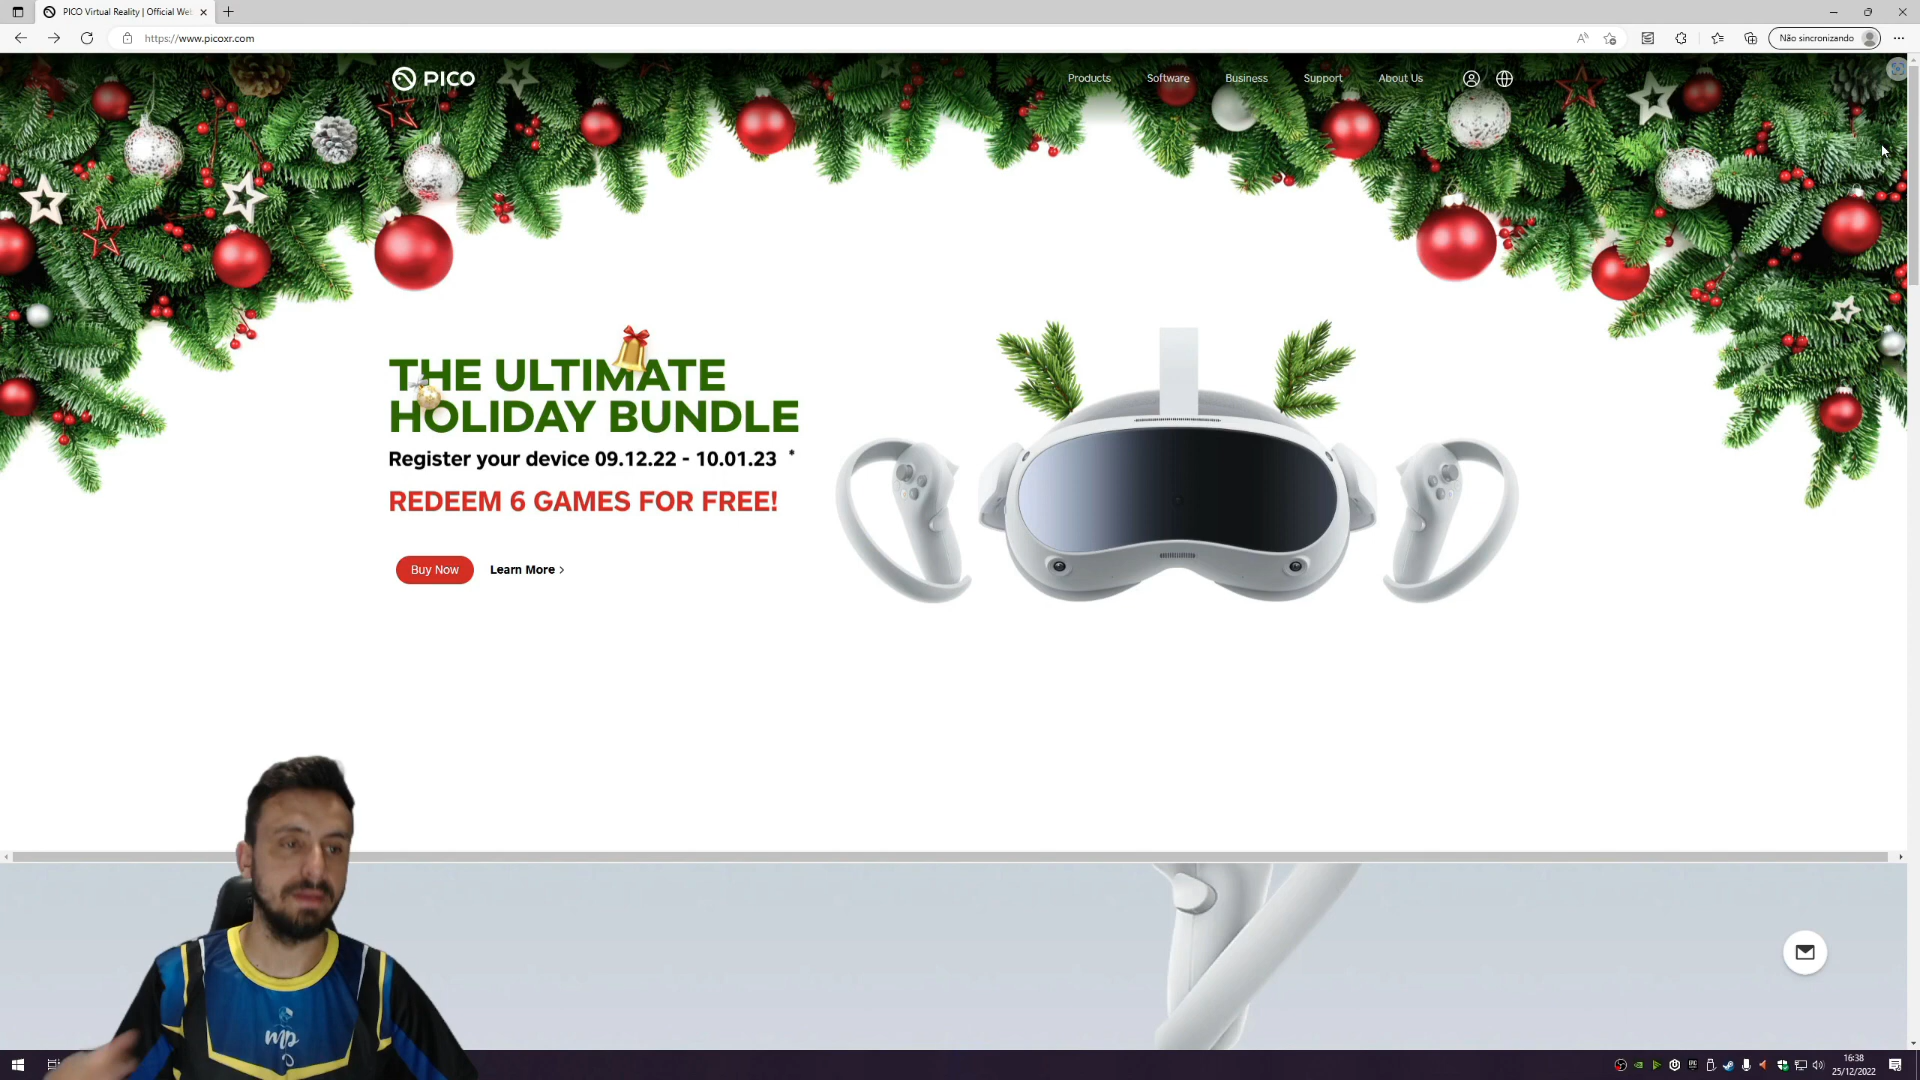 PICO Virtual Reality | Official We
https://www.picoxr.com
Não sincronizando
PICO
Products
Software
Business
Support
About Us
THE ULTIMATE
HOLIDAY BUNDLE
Register your device 09.12.22 - 10.01.23 *
REDEEM 6 GAMES FOR FREE!
Buy Now
Learn More >
mp
16:38
25/12/2022